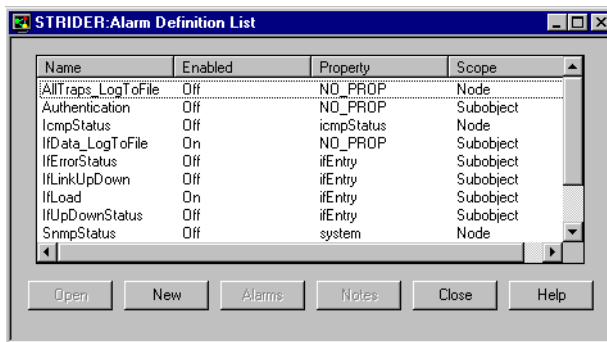 STRIDER:Alarm Definition List
Name Enabled Property Scope
AllTraps_LogToFile Off NO_PROP Node
Authentication Off NO_PROP Subobject
IcmpStatus Off icmpStatus Node
IfData_LogToFile On NO_PROP Subobject
IfErrorStatus Off ifEntry Subobject
IfLinkUpDown Off ifEntry Subobject
IfLoad On ifEntry Subobject
IfUpDownStatus Off ifEntry Subobject
SnmpStatus Off system Node
Open New Alarms Notes Close Help